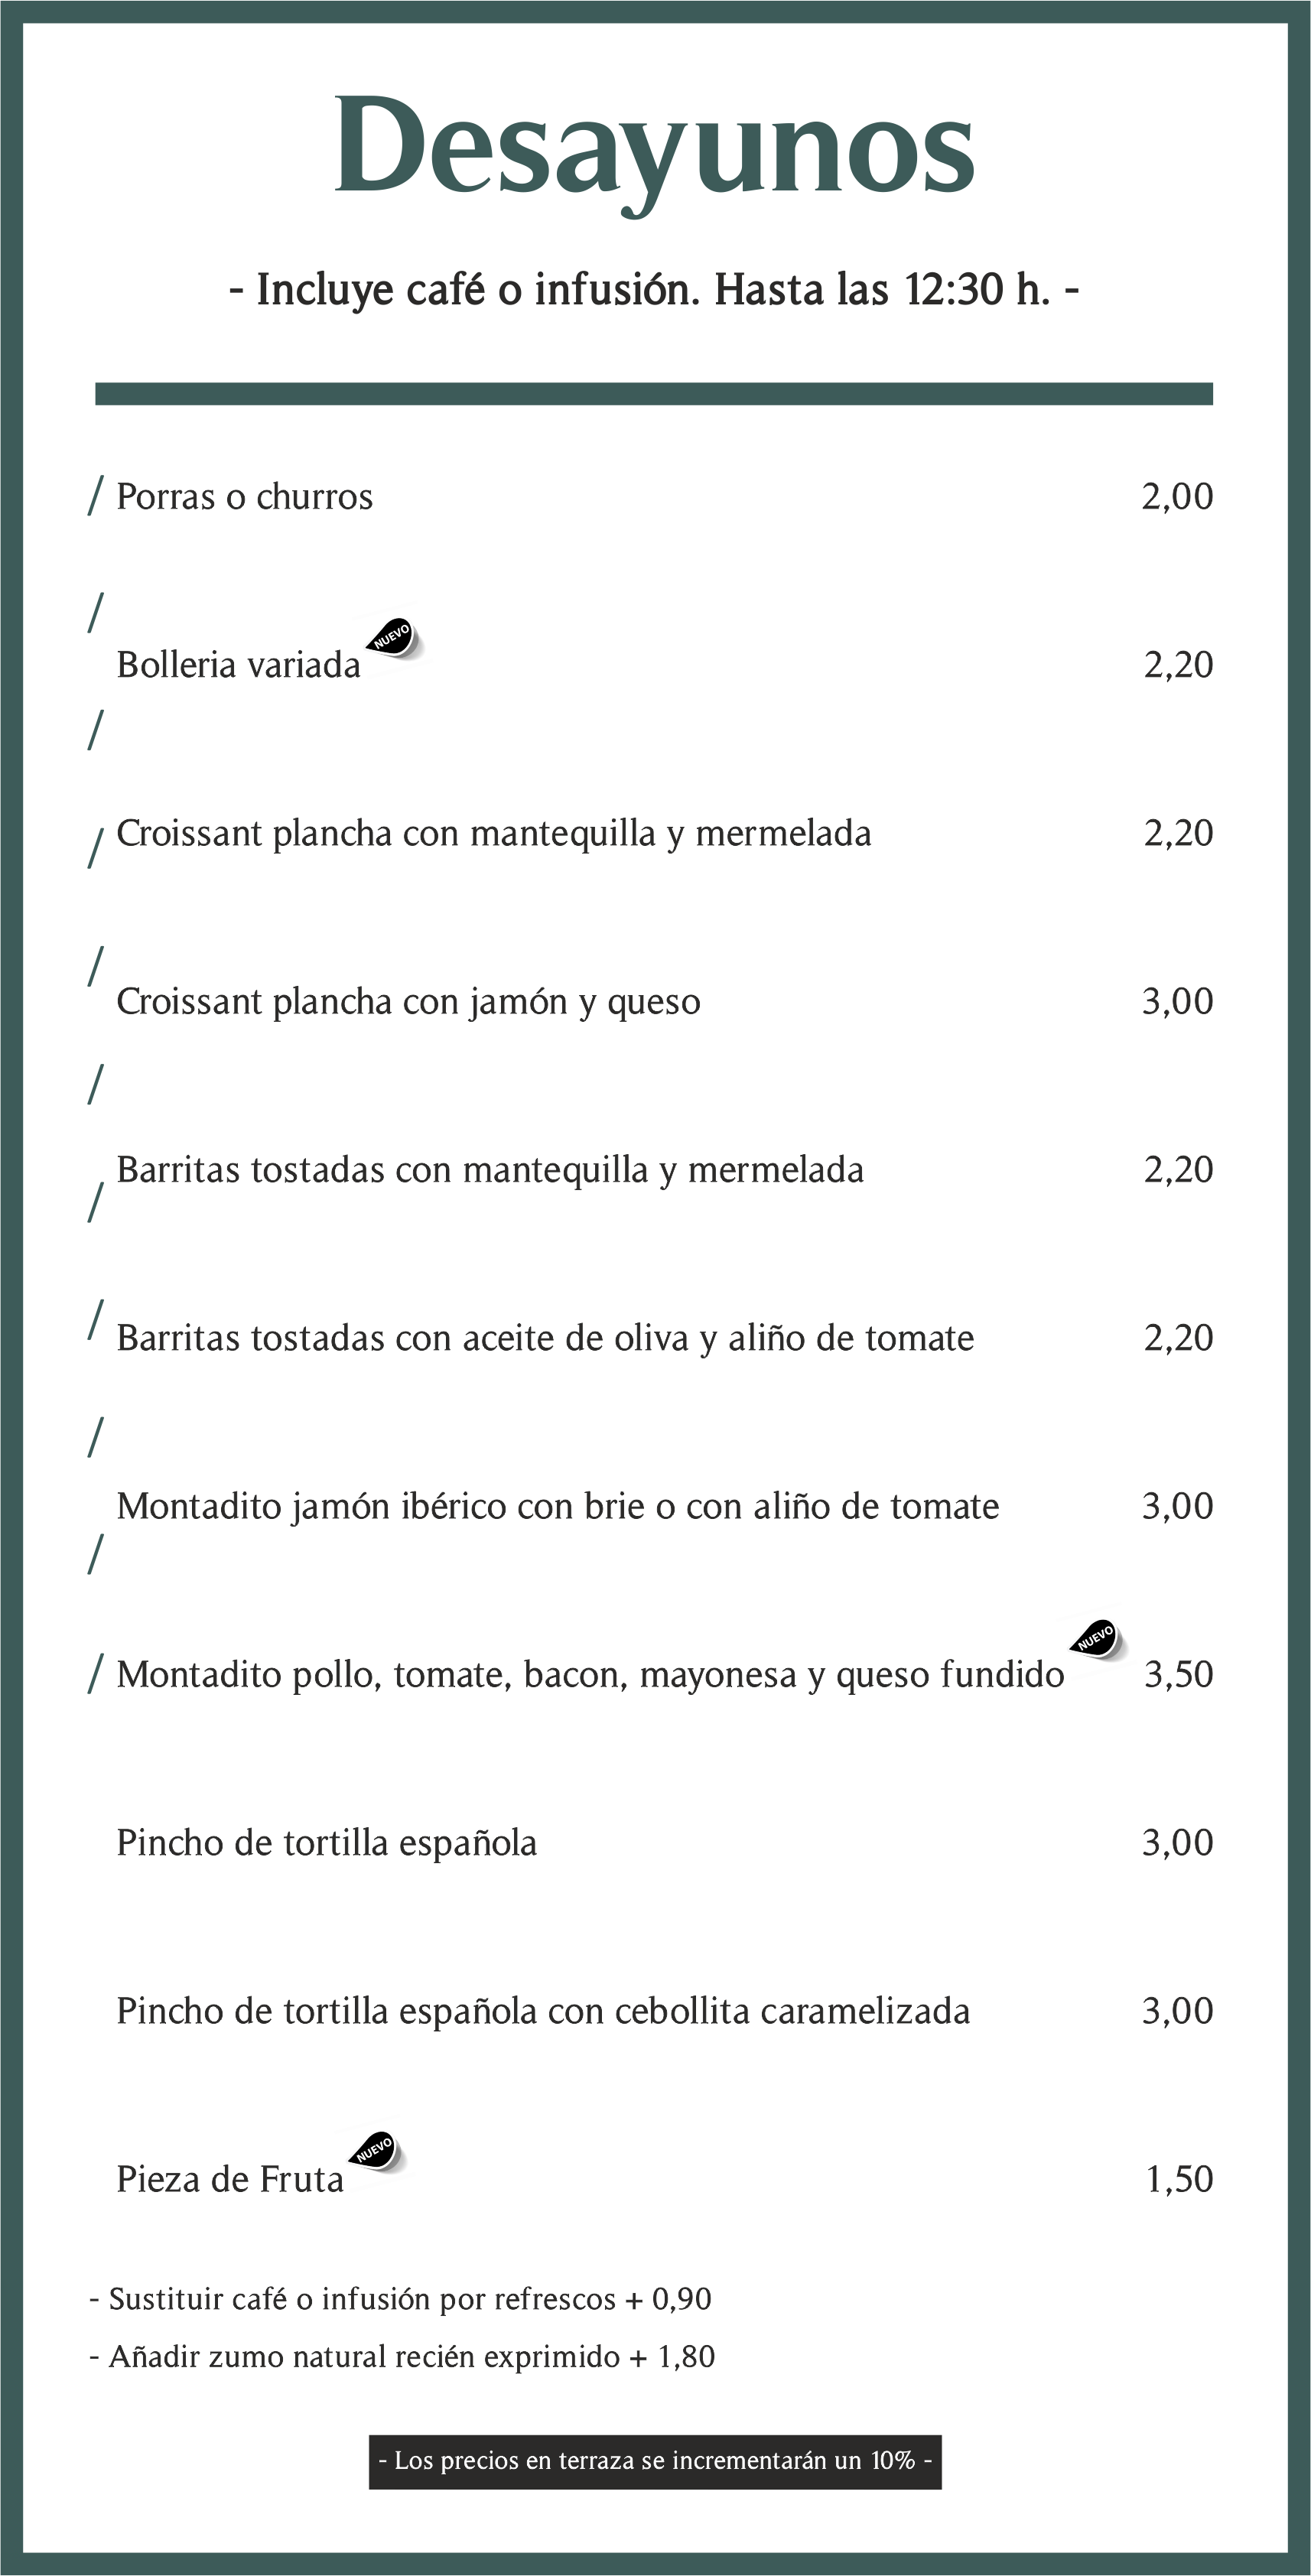 Desayunos
- Incluye café o infusión. Hasta las 12:30 h. -
/ Porras o churros 2,00
/
NUEVO
Bolleria variada 2,20
/
/ Croissant plancha con mantequilla y mermelada 2,20
/
Croissant plancha con jamón y queso 3,00
/
Barritas tostadas con mantequilla y mermelada 2,20
/
/
Barritas tostadas con aceite de oliva y aliño de tomate 2,20
/
Montadito jamón ibérico con brie o con aliño de tomate 3,00
/
NUEVO
/ Montadito pollo, tomate, bacon, mayonesa y queso fundido 3,50
Pincho de tortilla española 3,00
Pincho de tortilla española con cebollita caramelizada 3,00
NUEVO
Pieza de Fruta 1,50
- Sustituir café o infusión por refrescos + 0,90
- Añadir zumo natural recién exprimido + 1,80
- Los precios en terraza se incrementarán un 10% -